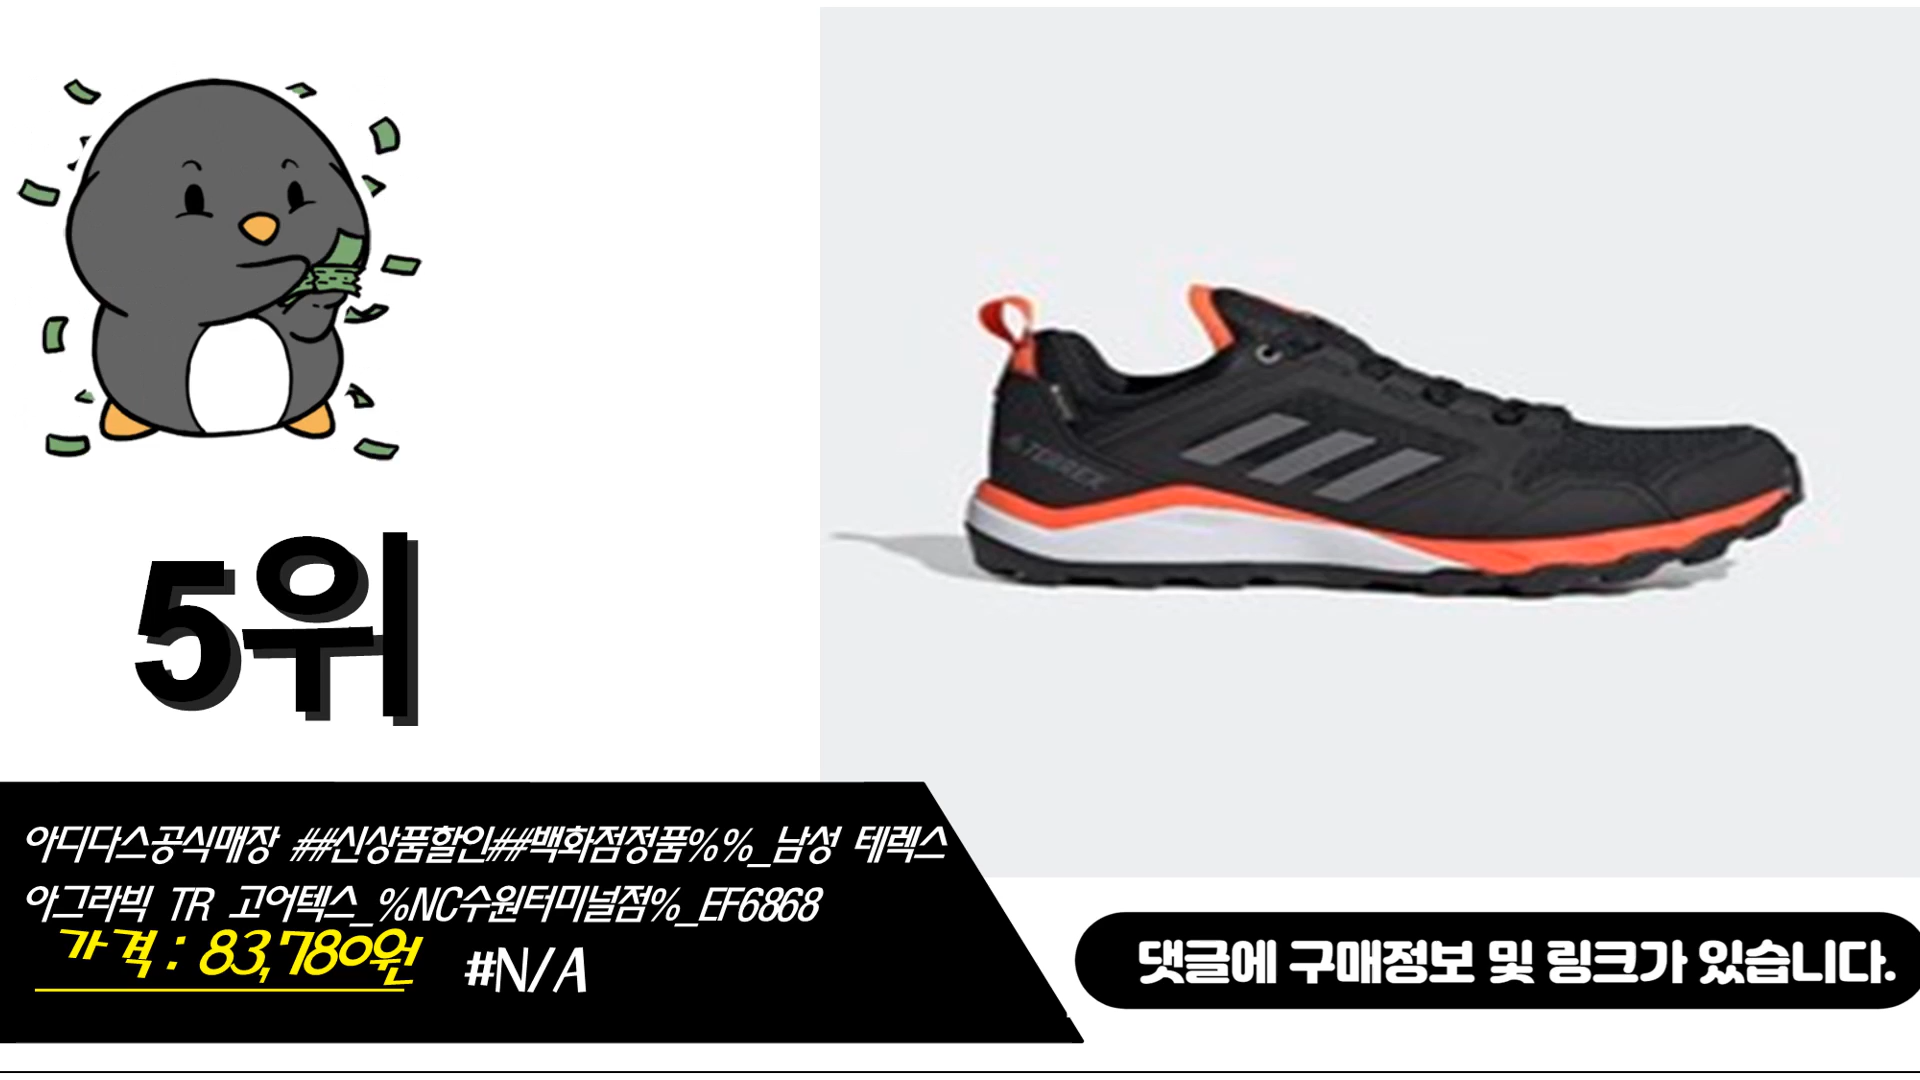 5위
TERREX
아디다스공식매장 ##신상품할인##백화점정품%%_남성 테렉스
아그라빅 TR 고어텍스_%NC수원터미널점%_EF6868
가격 : 83,780원
#N/A
댓글에 구매정보 및 링크가 있습니다.